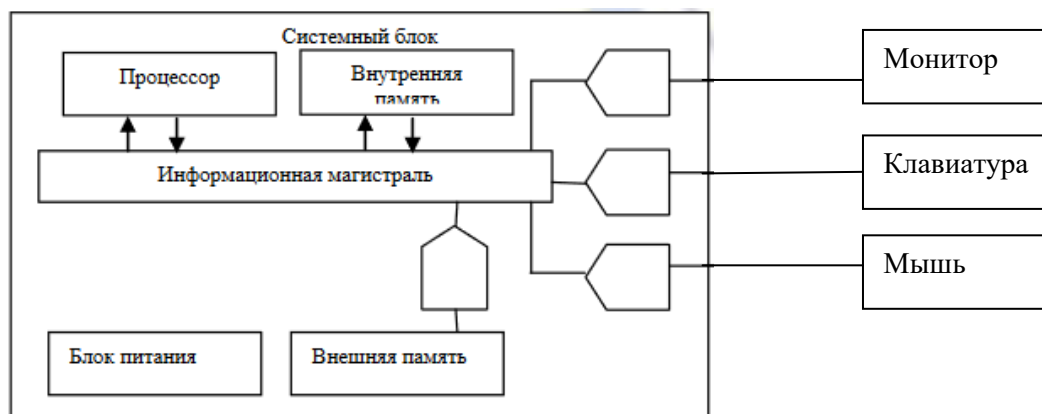 Системный блок
Процессор
Внутренняя
память
Монитор
Информационная магистраль
Клавиатура
Мышь
Блок питания
Внешняя память